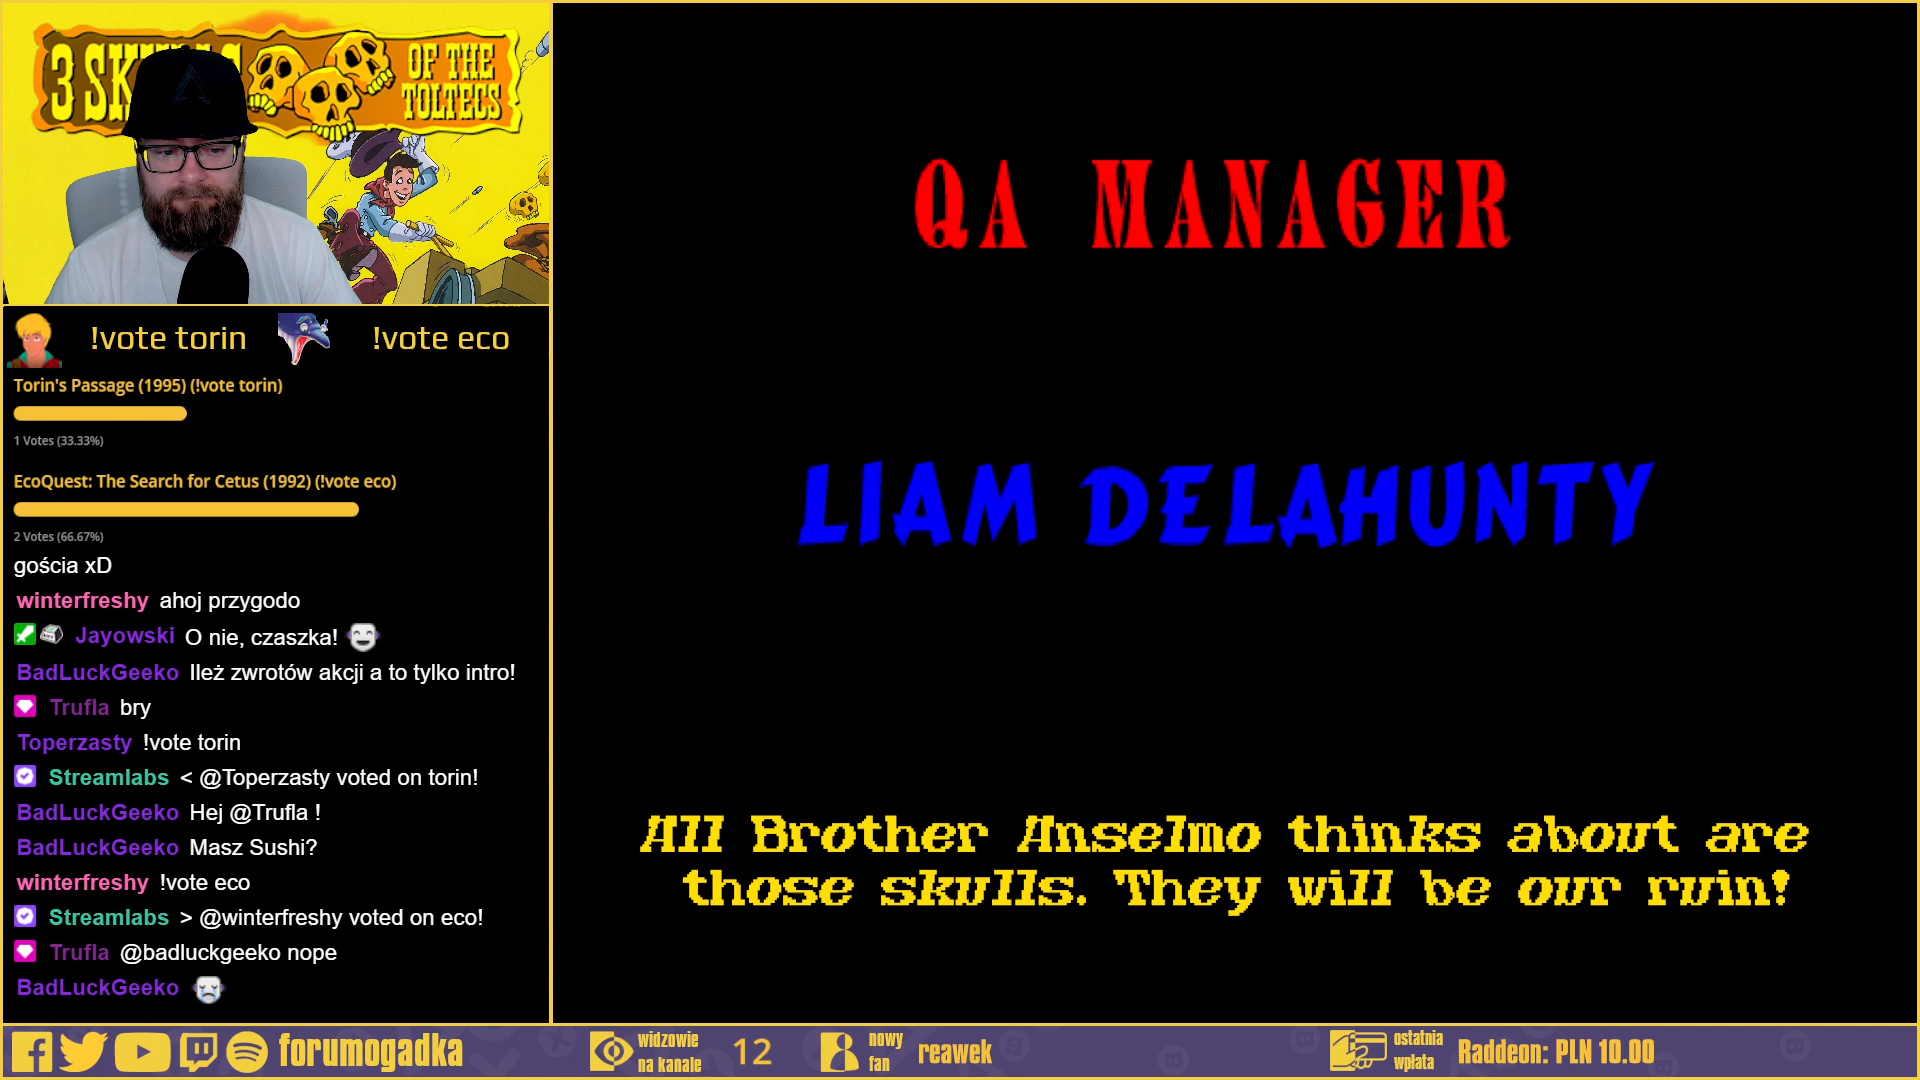 3 SK
OF THE
TOLTECS
!vote torin
!vote eco
Torin's Passage (1995) (!vote torin)
1 Votes (33.33%)
EcoQuest: The Search for Cetus (1992) (!vote eco)
2 Votes (66.67%)
gościa xD
winterfreshy ahoj przygodo
Jayowski O nie, czaszka!
BadLuckGeeko Ileż zwrotów akcji a to tylko intro!
Trufla bry
Toperzasty !vote torin
Streamlabs < @Toperzasty voted on torin!
BadLuckGeeko Hej @Trufla !
BadLuckGeeko Masz Sushi?
winterfreshy !vote eco
Streamlabs > @winterfreshy voted on eco!
Trufla @badluckgeeko nope
BadLuckGeeko
QA MANAGER
LIAM DELAHUNTY
All Brother Anselmo thinks about are
those skulls. They will be our ruin!
forumogadka
widzowie
na kanale
12
nowy
fan
reawek
ostatnia
wpłata
Raddeon: PLN 10.00